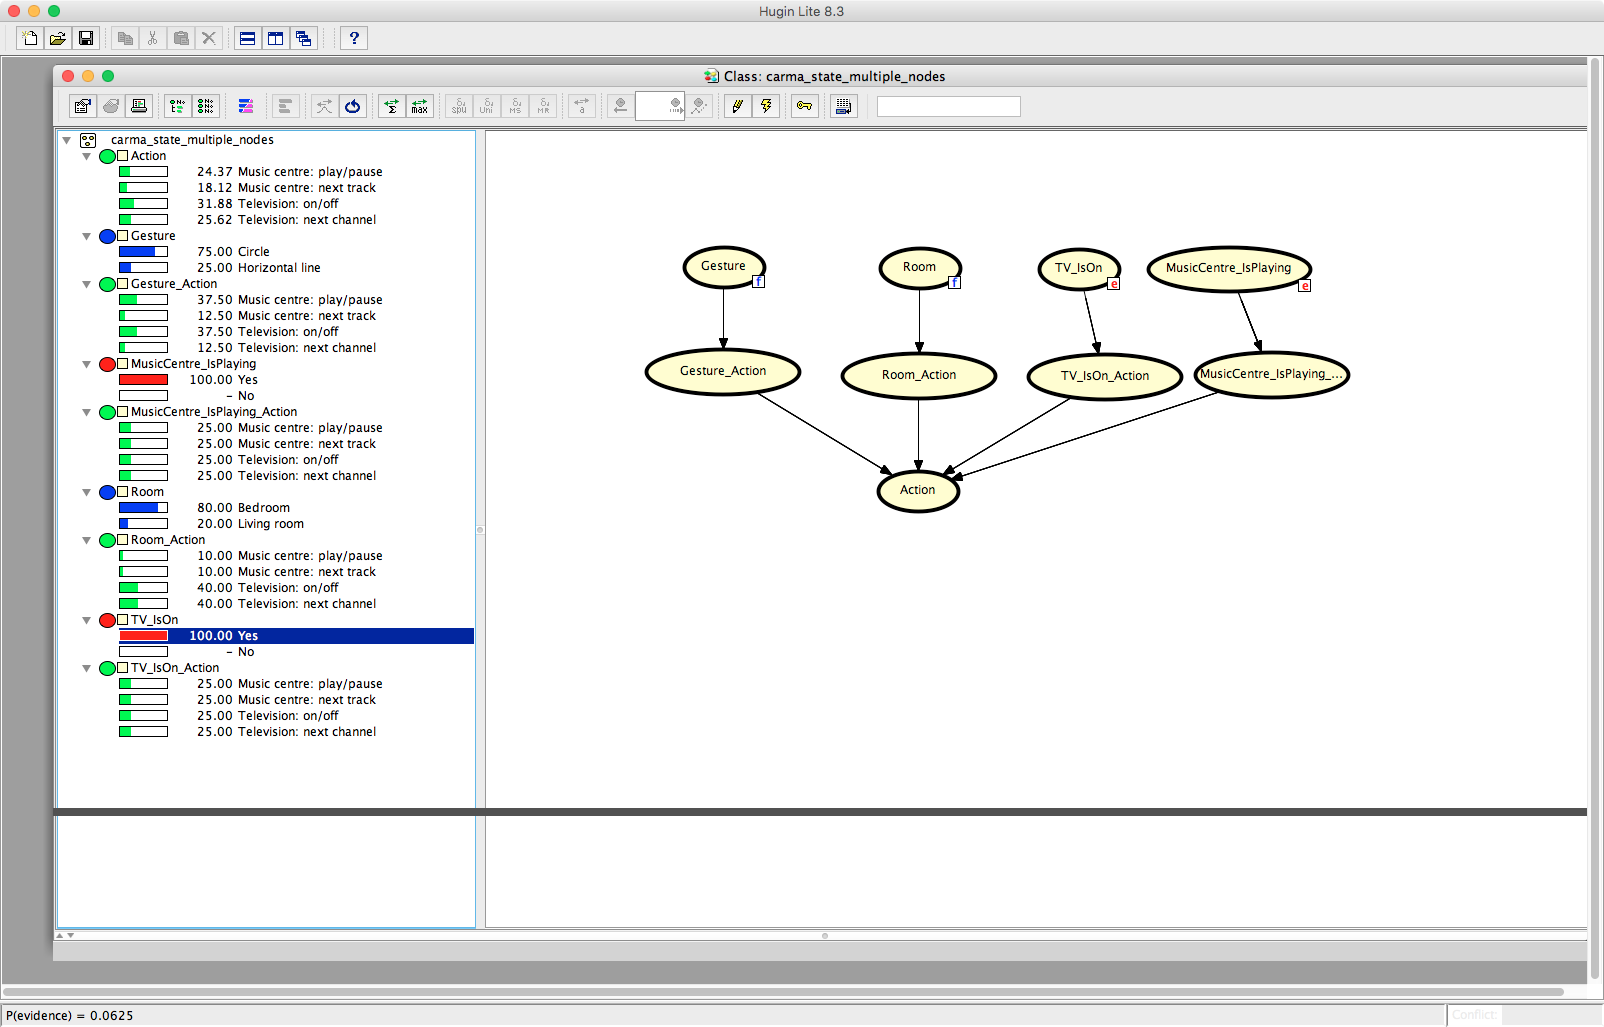 Hugin Lite 8.3
?
Class: carma_state_multiple_nodes
Σ max spu Uni MS MR a
carma_state_multiple_nodes
Action
24.37 Music centre: play/pause
18.12 Music centre: next track
31.88 Television: on/off
25.62 Television: next channel
Gesture
75.00 Circle
25.00 Horizontal line
Gesture_Action
37.50 Music centre: play/pause
12.50 Music centre: next track
37.50 Television: on/off
12.50 Television: next channel
MusicCentre_IsPlaying
100.00 Yes
– No
MusicCentre_IsPlaying_Action
25.00 Music centre: play/pause
25.00 Music centre: next track
25.00 Television: on/off
25.00 Television: next channel
Room
80.00 Bedroom
20.00 Living room
Room_Action
10.00 Music centre: play/pause
10.00 Music centre: next track
40.00 Television: on/off
40.00 Television: next channel
TV_IsOn
100.00 Yes
– No
TV_IsOn_Action
25.00 Music centre: play/pause
25.00 Music centre: next track
25.00 Television: on/off
25.00 Television: next channel
Gesture
f
Room
f
TV_IsOn
e
MusicCentre_IsPlaying
e
Gesture_Action
Room_Action
TV_IsOn_Action
MusicCentre_IsPlaying_...
Action
P(evidence) = 0.0625
Conflict: